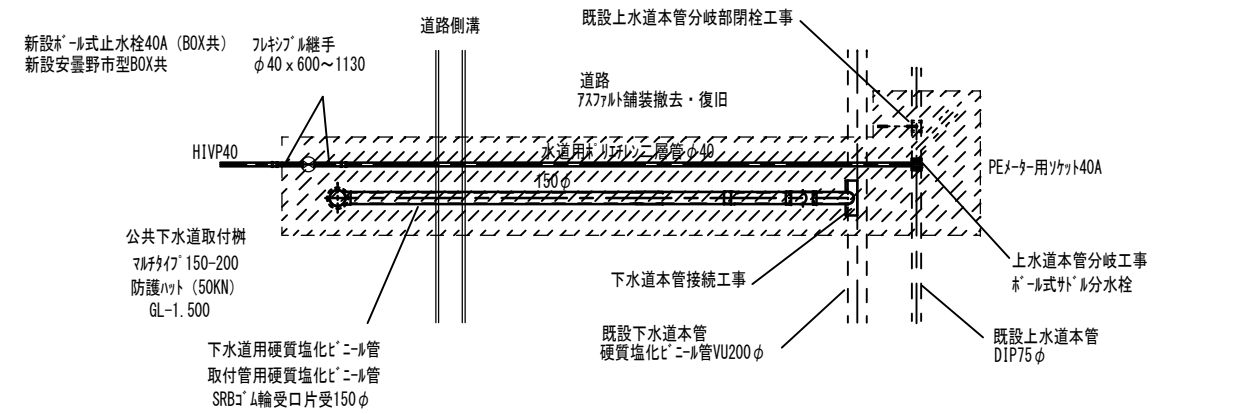 既設上水道本管分岐部閉栓工事
道路側溝
新設ﾎﾞｰﾙ式止水栓40A（BOX共）
新設安曇野市型BOX共
ﾌﾚｷｼﾌﾞﾙ継手
φ40ｘ600～1130
道路
ｱｽﾌｧﾙﾄ舗装撤去・復旧
HIVP40
水道用ﾎﾟﾘｴﾁﾚﾝ二層管φ40
PEﾒｰﾀｰ用ｿｹｯﾄ40A
150φ
公共下水道取付桝
ﾏﾙﾁﾀｲﾌﾟ150-200
防護ﾊｯﾄ（50KN）
GL-1.500
下水道本管接続工事
上水道本管分岐工事
ﾎﾞｰﾙ式ｻﾄﾞﾙ分水栓
既設下水道本管
硬質塩化ﾋﾞﾆｰﾙ管VU200φ
既設上水道本管
DIP75φ
下水道用硬質塩化ﾋﾞﾆｰﾙ管
取付管用硬質塩化ﾋﾞﾆｰﾙ管
SRBｺﾞﾑ輪受口片受150φ